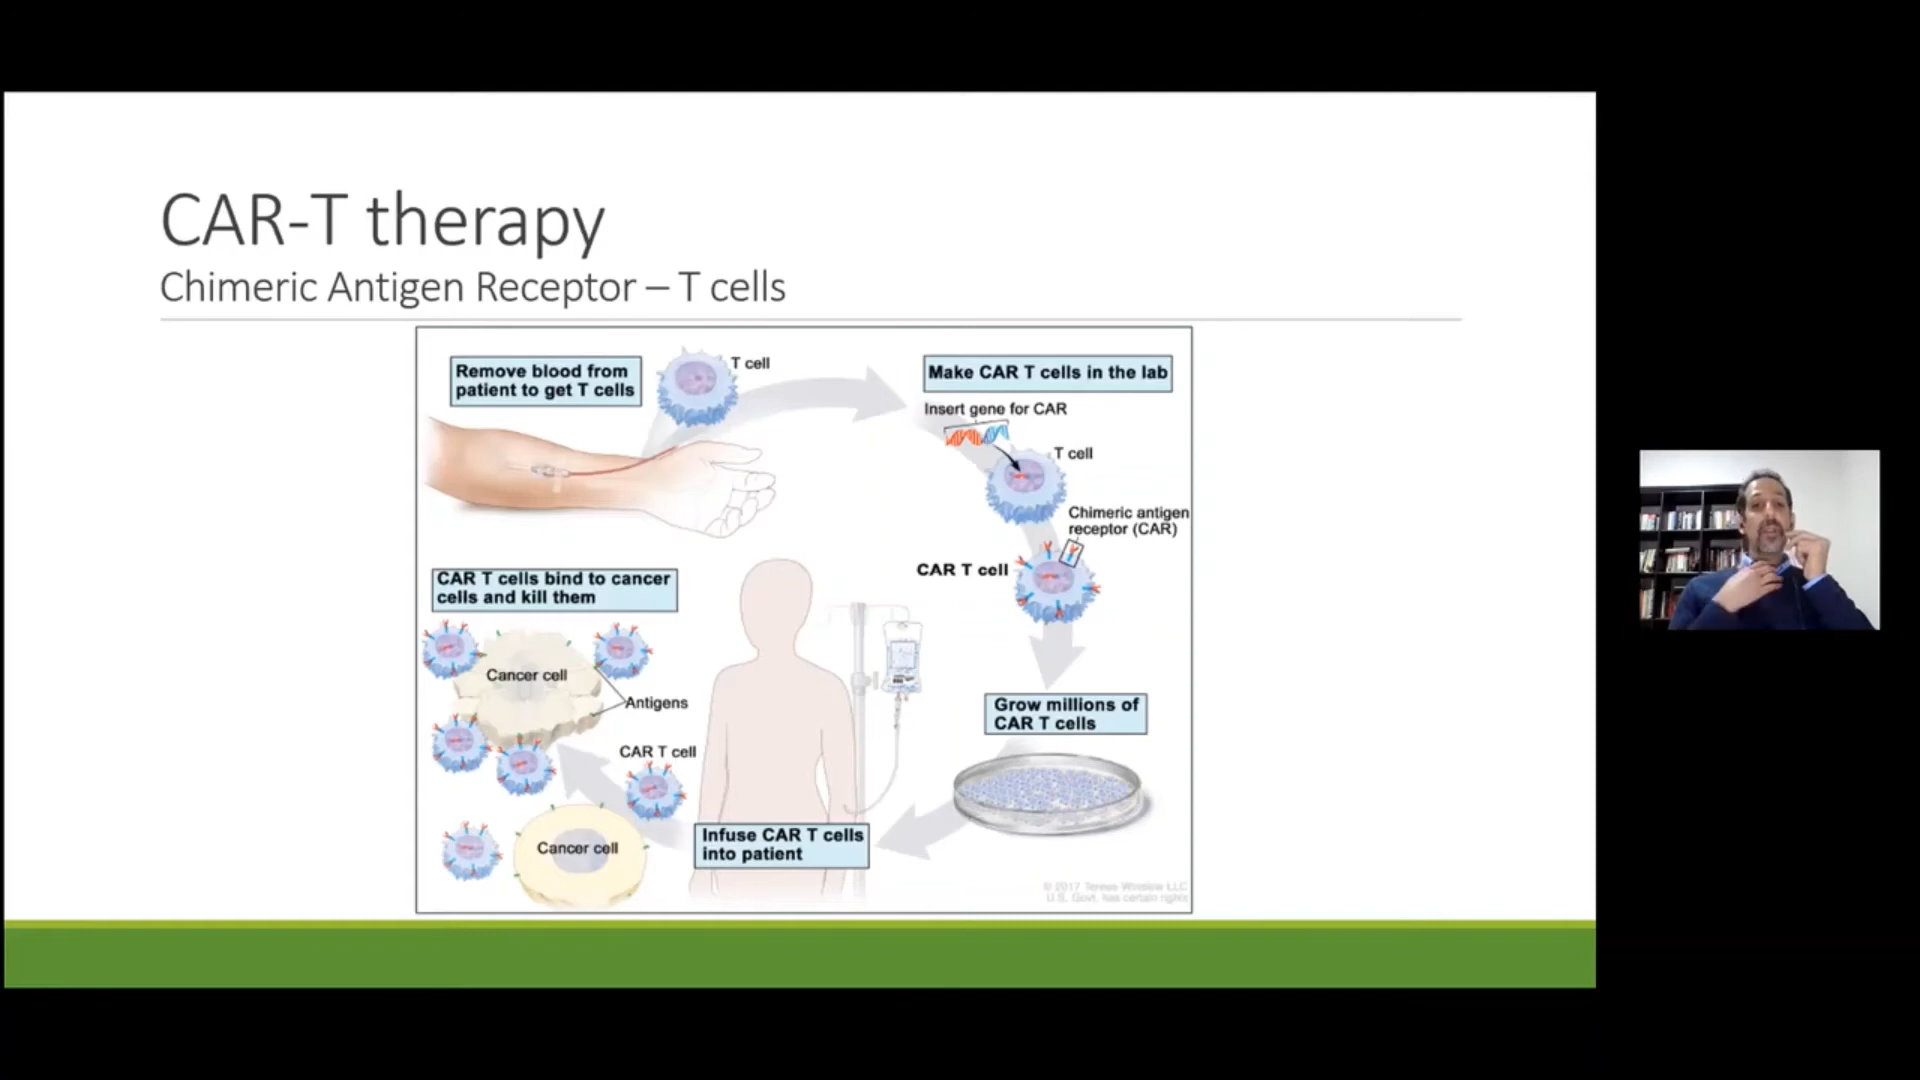 CAR-T therapy
Chimeric Antigen Receptor – T cells
Remove blood from
patient to get T cells
T cell
Make CAR T cells in the lab
Insert gene for CAR
T cell
Chimeric antigen
receptor (CAR)
CAR T cell
Grow millions of
CAR T cells
Infuse CAR T cells
into patient
CAR T cells bind to cancer
cells and kill them
Cancer cell
Antigens
CAR T cell
Cancer cell
© 2017 Terese Winslow LLC
U.S. Govt. has certain rights